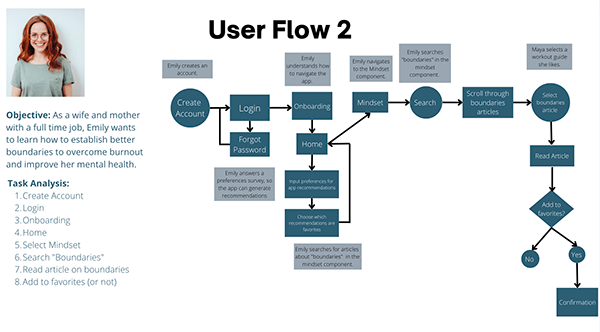 User Flow 2
Objective: As a wife and mother
with a full time job, Emily wants
to learn how to establish better
boundaries to overcome burnout
and improve her mental health.
Task Analysis:
1. Create Account
2. Login
3. Onboarding
4. Home
5. Select Mindset
6. Search "Boundaries"
7. Read article on boundaries
8. Add to favorites (or not)
Emily creates an
account.
Create
Account
Login
Forgot
Password
Emily
understands how
to navigate the
app.
Onboarding
Home
Emily answers a
preferences survey, so
the app can generate
recommendations.
Input preferences for
app recommendations
Choose which
recommendations are
favorites
Emily searches for articles
about "boundaries" in the
mindset component.
Emily navigates
to the Mindset
component.
Mindset
Emily searches
"boundaries" in the
mindset
component.
Search
Scroll through
boundaries
articles
Maya selects a
workout guide
she likes.
Select
boundaries
article
Read Article
Add to
favorites?
No
Yes
Confirmation